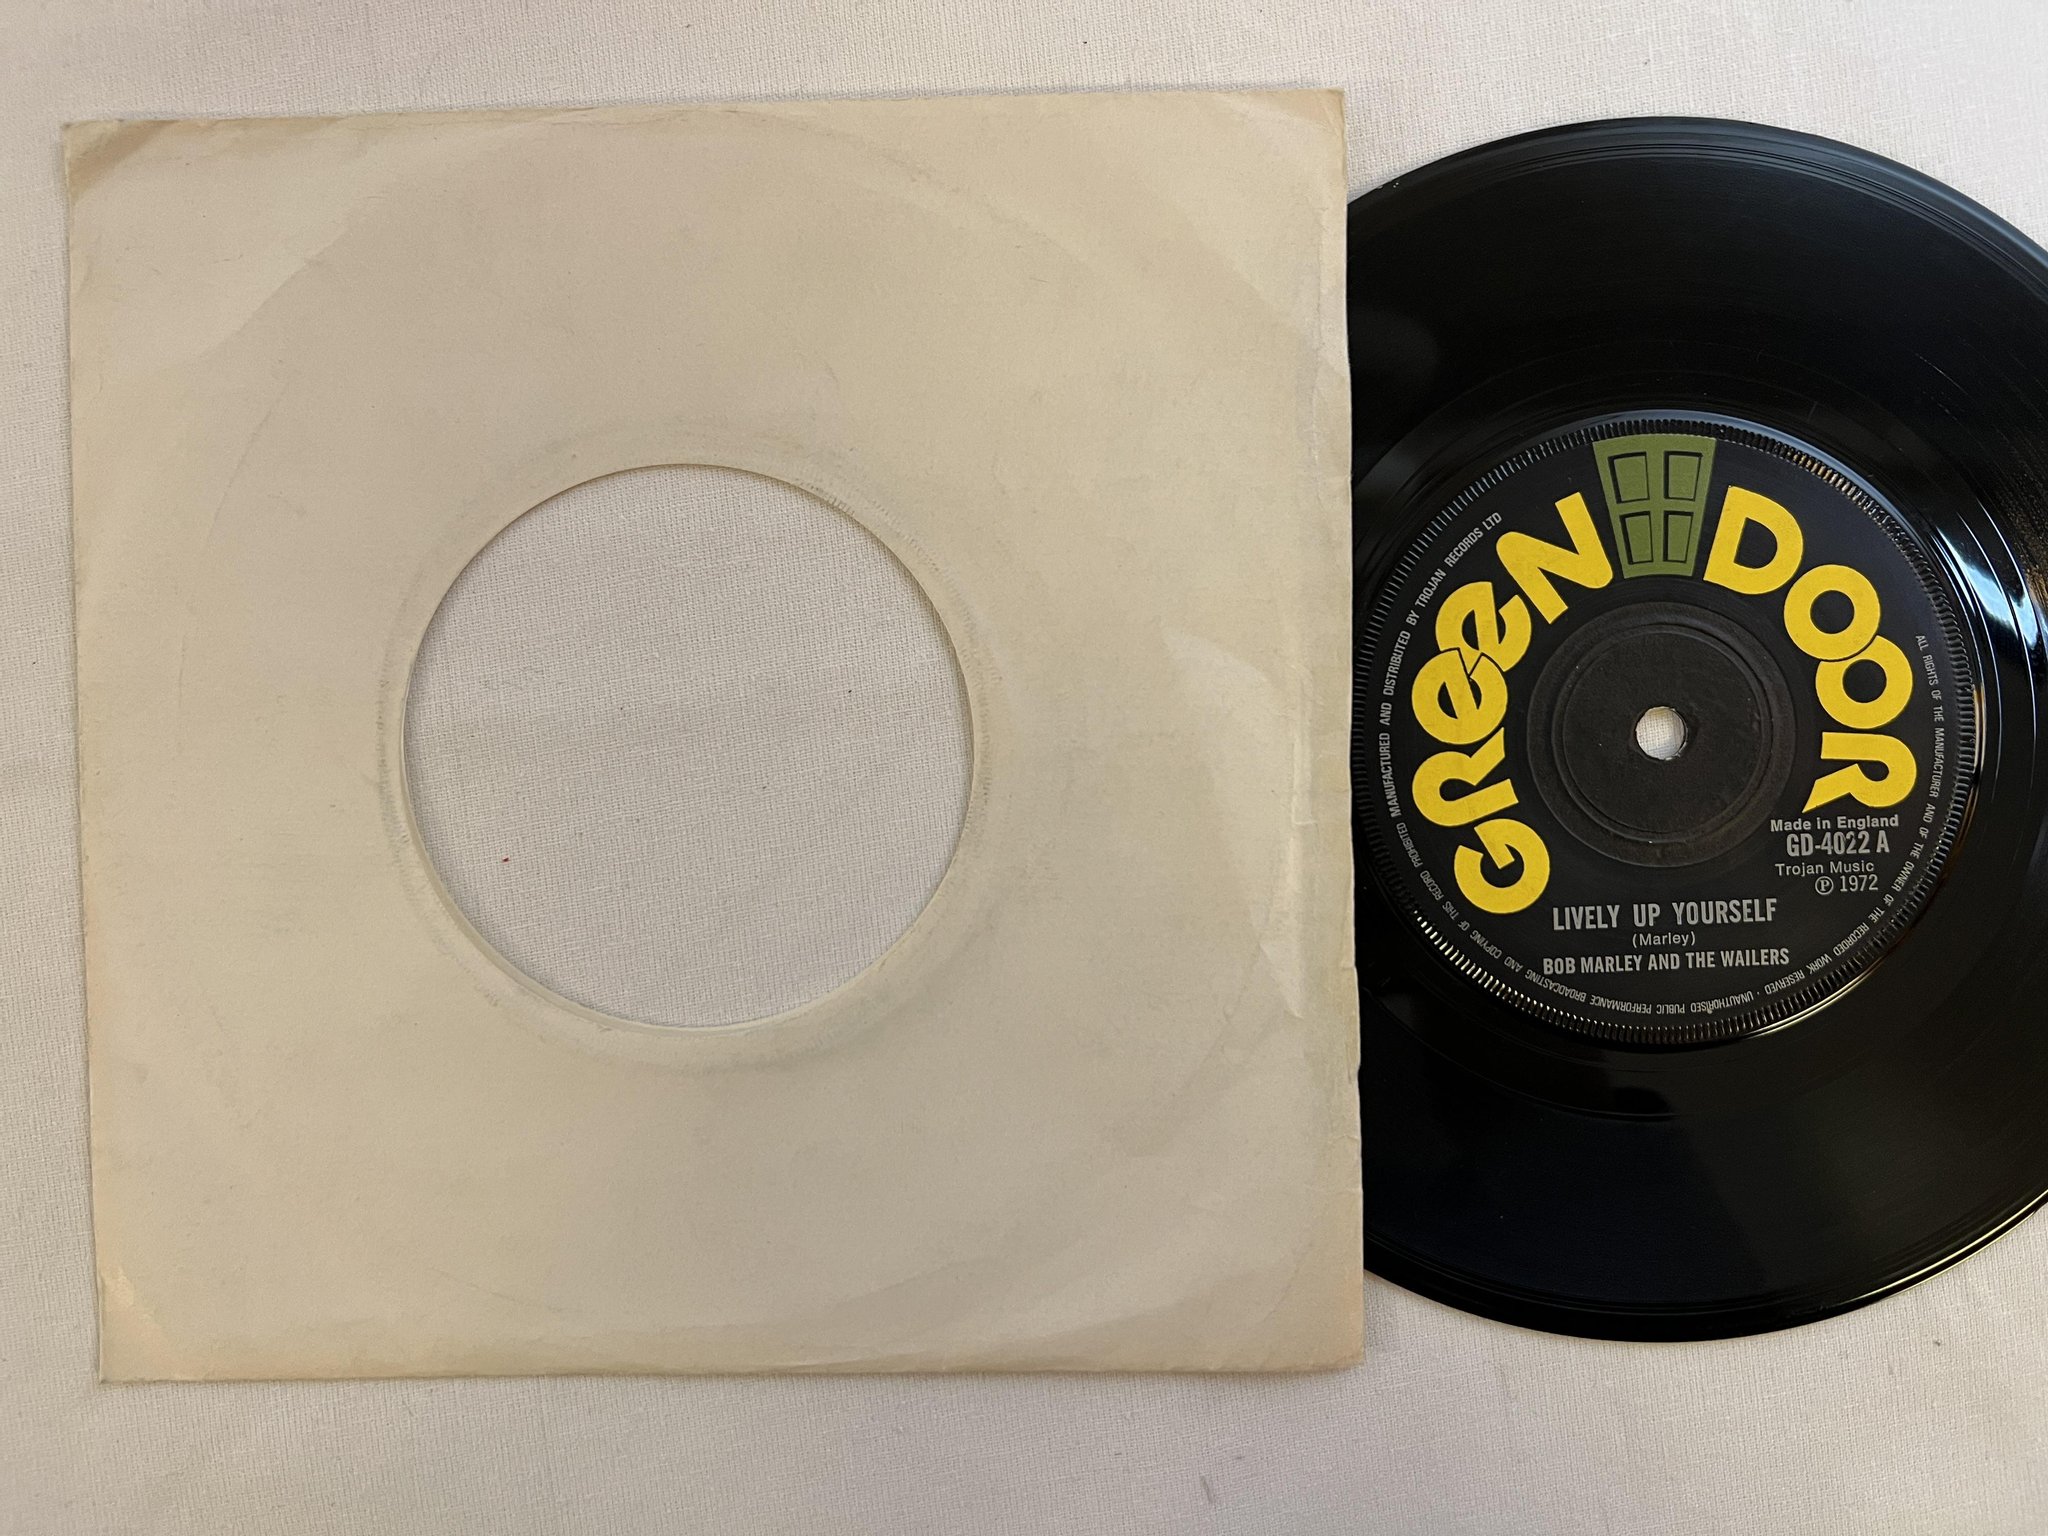 GREEN DOOR
Made in England
GD-4022 A
Trojan Music
Ⓟ 1972
LIVELY UP YOURSELF
(Marley)
BOB MARLEY AND THE WAILERS
MANUFACTURED AND DISTRIBUTED BY TROJAN RECORDS LTD
ALL RIGHTS OF THE MANUFACTURER AND OF THE OWNER OF THE RECORDED WORK RESERVED · UNAUTHORISED PUBLIC PERFORMANCE BROADCASTING AND COPYING OF THIS RECORD PROHIBITED